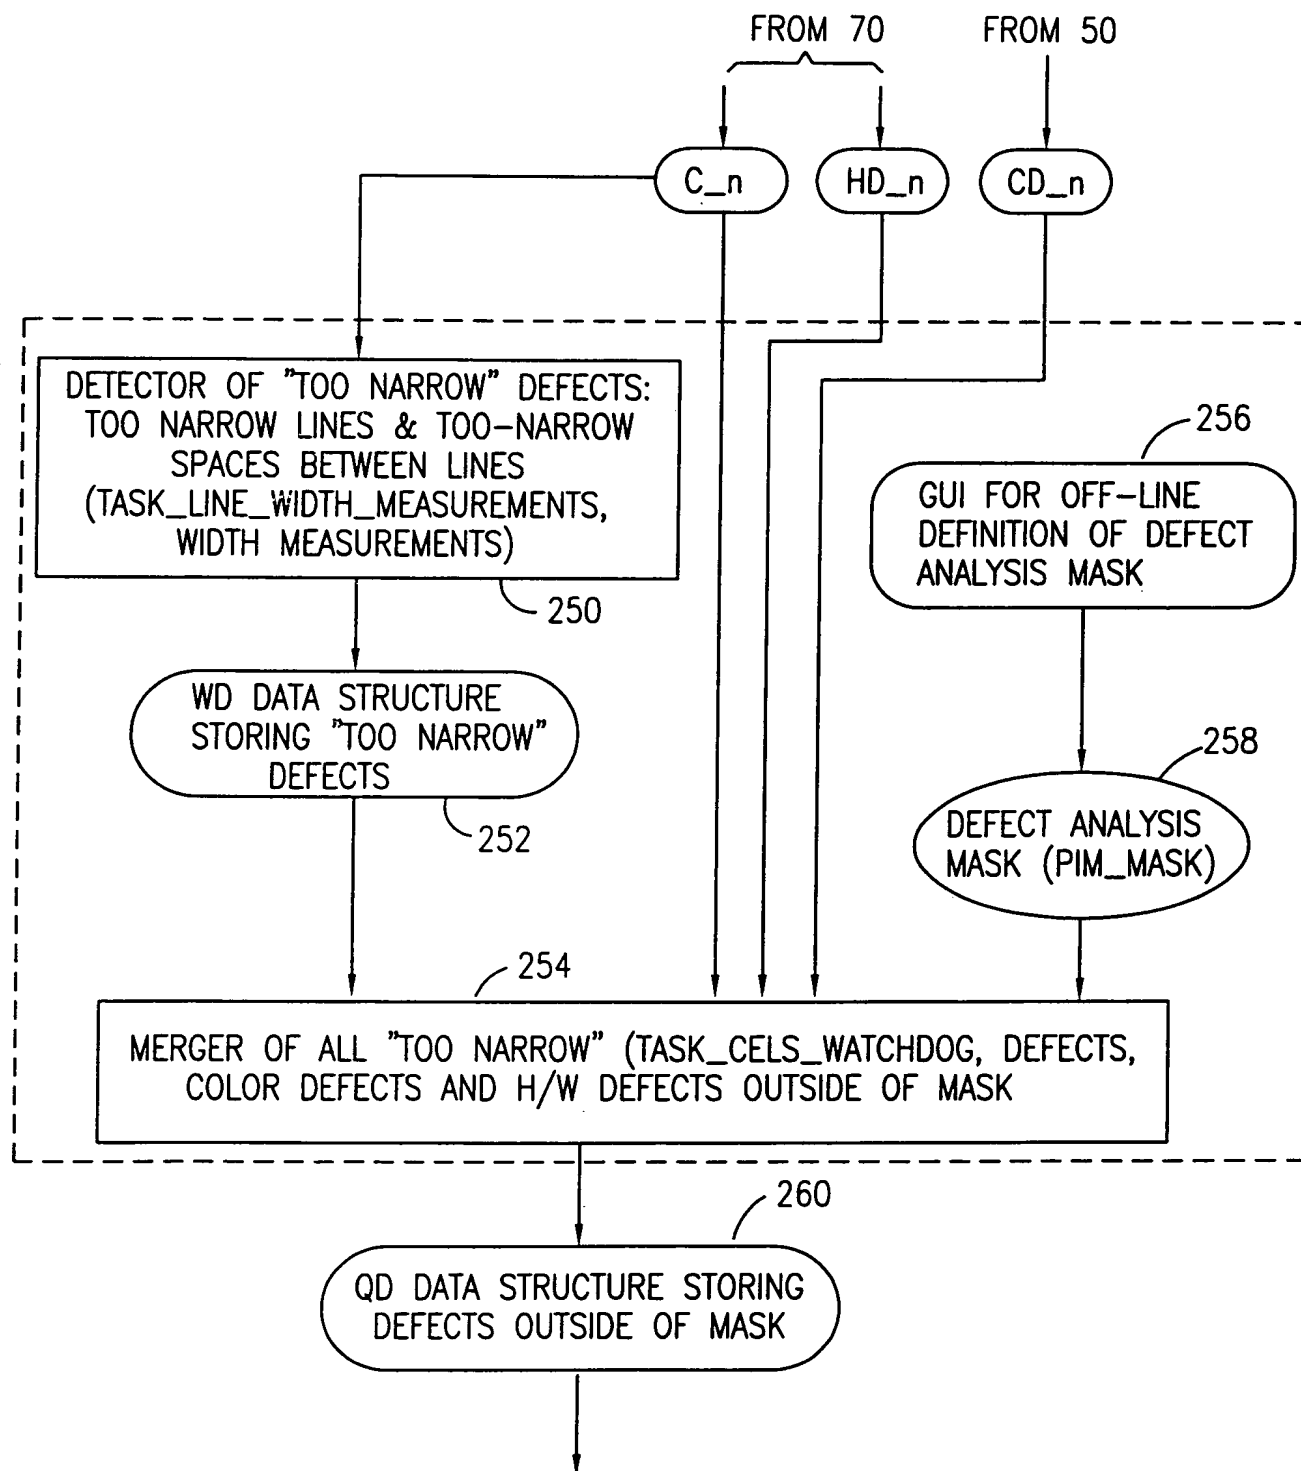 FROM 70
FROM 50
C_n
HD_n
CD_n
DETECTOR OF "TOO NARROW" DEFECTS:
TOO NARROW LINES & TOO-NARROW
SPACES BETWEEN LINES
(TASK_LINE_WIDTH_MEASUREMENTS,
WIDTH MEASUREMENTS)
250
256
GUI FOR OFF-LINE
DEFINITION OF DEFECT
ANALYSIS MASK
WD DATA STRUCTURE
STORING "TOO NARROW"
DEFECTS
252
258
DEFECT ANALYSIS
MASK (PIM_MASK)
254
MERGER OF ALL "TOO NARROW" (TASK_CELS_WATCHDOG, DEFECTS,
COLOR DEFECTS AND H/W DEFECTS OUTSIDE OF MASK
260
QD DATA STRUCTURE STORING
DEFECTS OUTSIDE OF MASK